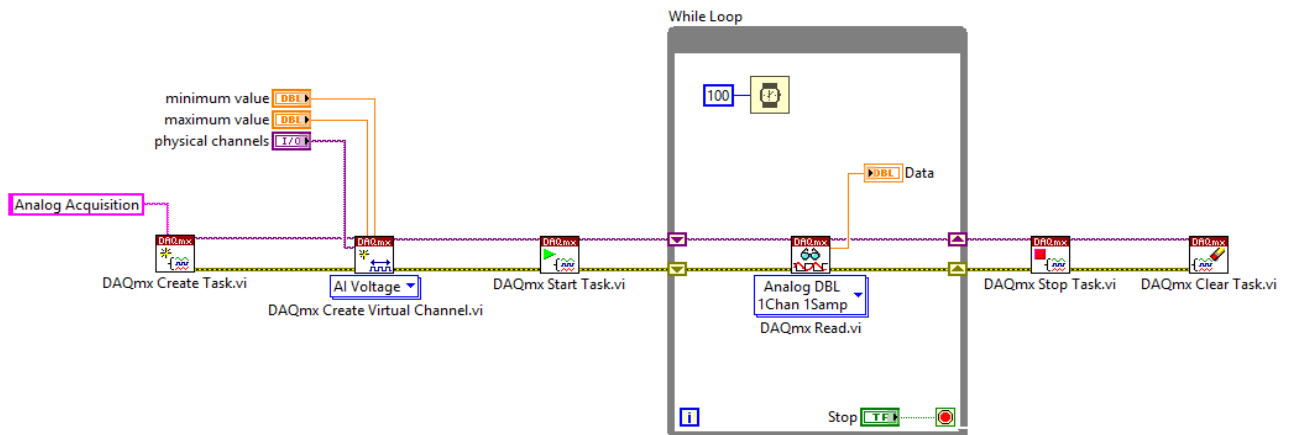 While Loop
100
minimum value DBL
maximum value DBL
physical channels I/O
DBL Data
Analog Acquisition
DAQmx
DAQmx
DAQmx
DAQmx
DAQmx
DAQmx
DAQmx Create Task.vi
AI Voltage
DAQmx Create Virtual Channel.vi
DAQmx Start Task.vi
Analog DBL
1Chan 1Samp
DAQmx Read.vi
DAQmx Stop Task.vi
DAQmx Clear Task.vi
i
Stop TF